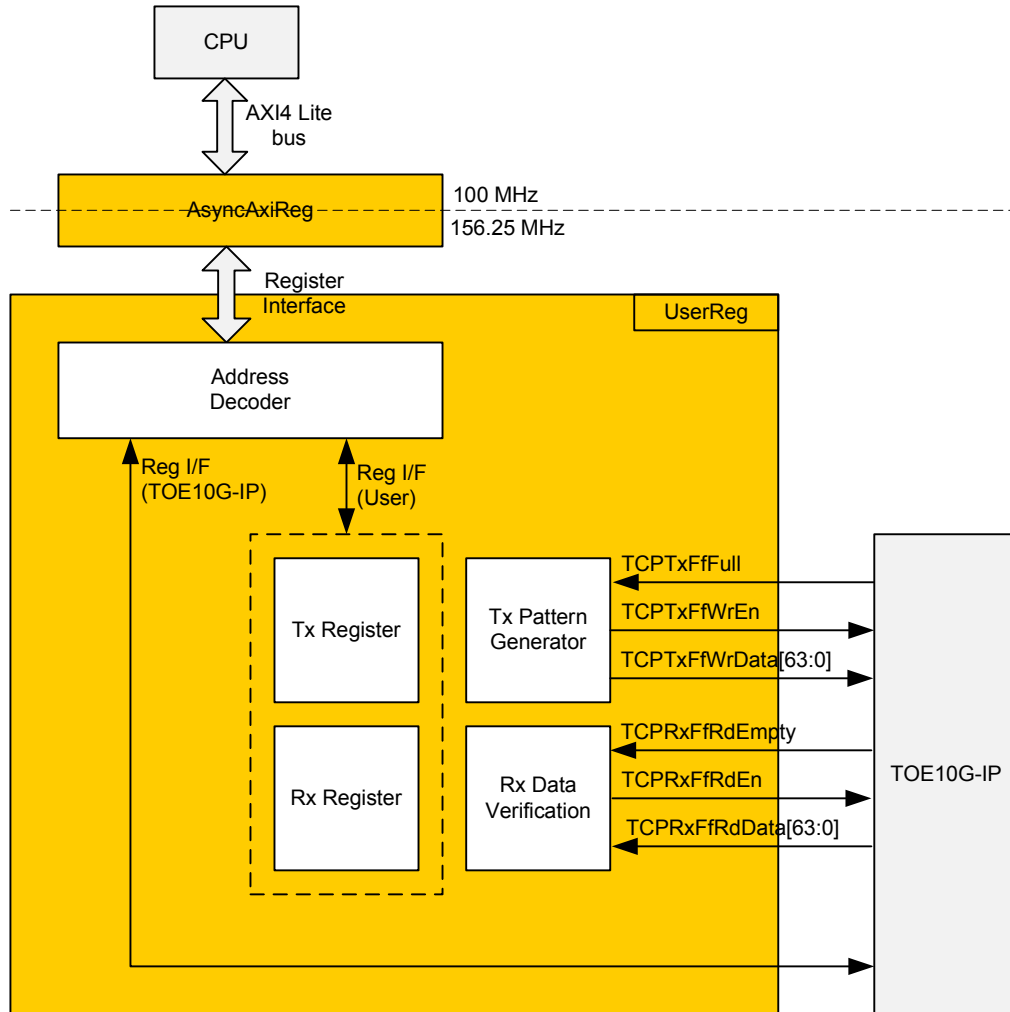 CPU
AXI4 Lite
bus
100 MHz
AsyncAxiReg
156.25 MHz
Register
Interface
UserReg
Address
Decoder
Reg I/F
(TOE10G-IP)
Reg I/F
(User)
TCPTxFfFull
Tx Register
Tx Pattern
Generator
TCPTxFfWrEn
TCPTxFfWrData[63:0]
TCPRxFfRdEmpty
Rx Register
Rx Data
Verification
TCPRxFfRdEn
TCPRxFfRdData[63:0]
TOE10G-IP